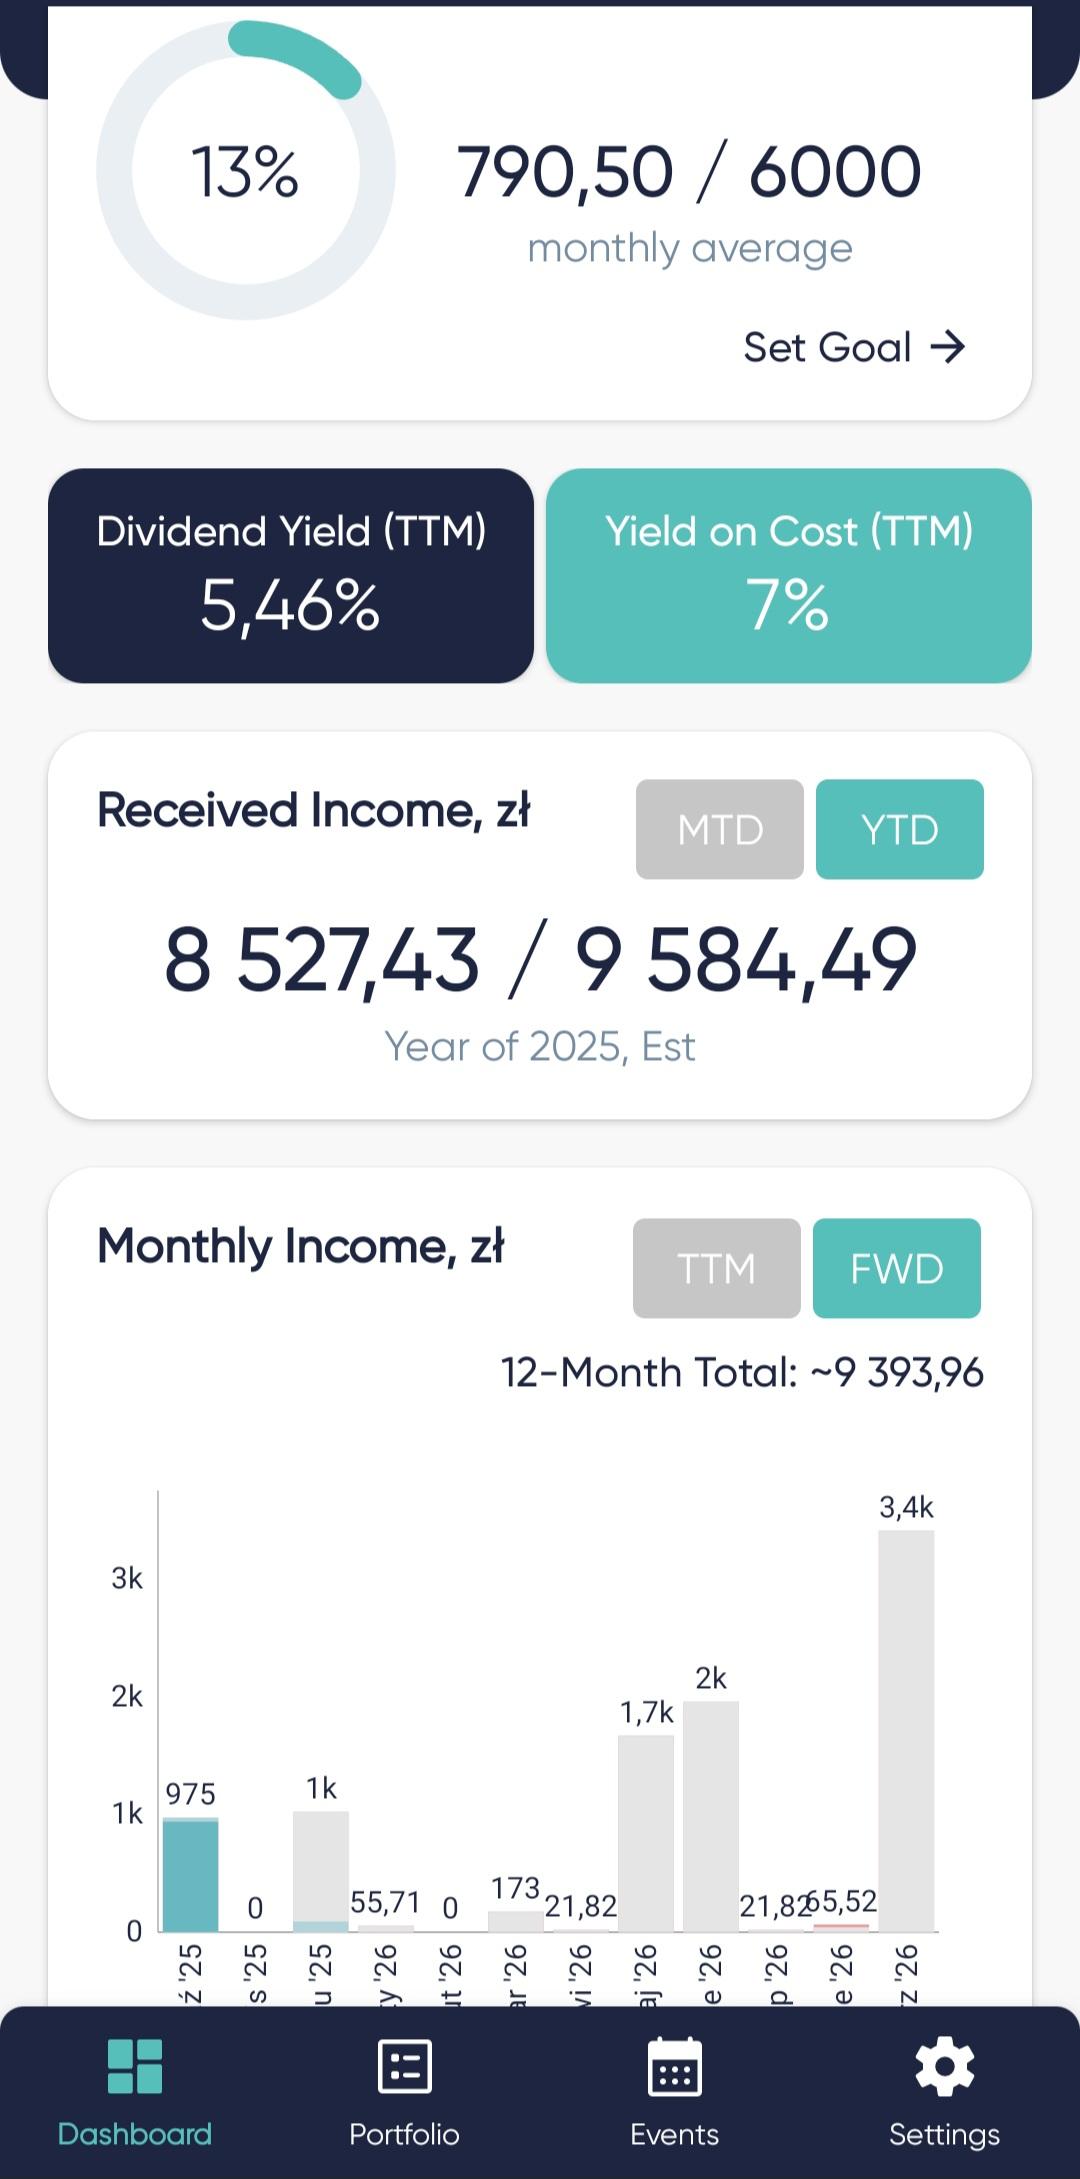 13%
790,50 / 6000
monthly average
Set Goal →
Dividend Yield (TTM)
5,46%
Yield on Cost (TTM)
7%
Received Income, zł
MTD
YTD
8 527,43 / 9 584,49
Year of 2025, Est
Monthly Income, zł
TTM
FWD
12-Month Total: ~9 393,96
3k
2k
1k
0
975
0
1k
55,71
0
173
21,82
1,7k
2k
21,82
65,52
3,4k
ź '25
s '25
u '25
y '26
ut '26
ar '26
wi '26
aj '26
e '26
p '26
e '26
rz '26
Dashboard
Portfolio
Events
Settings